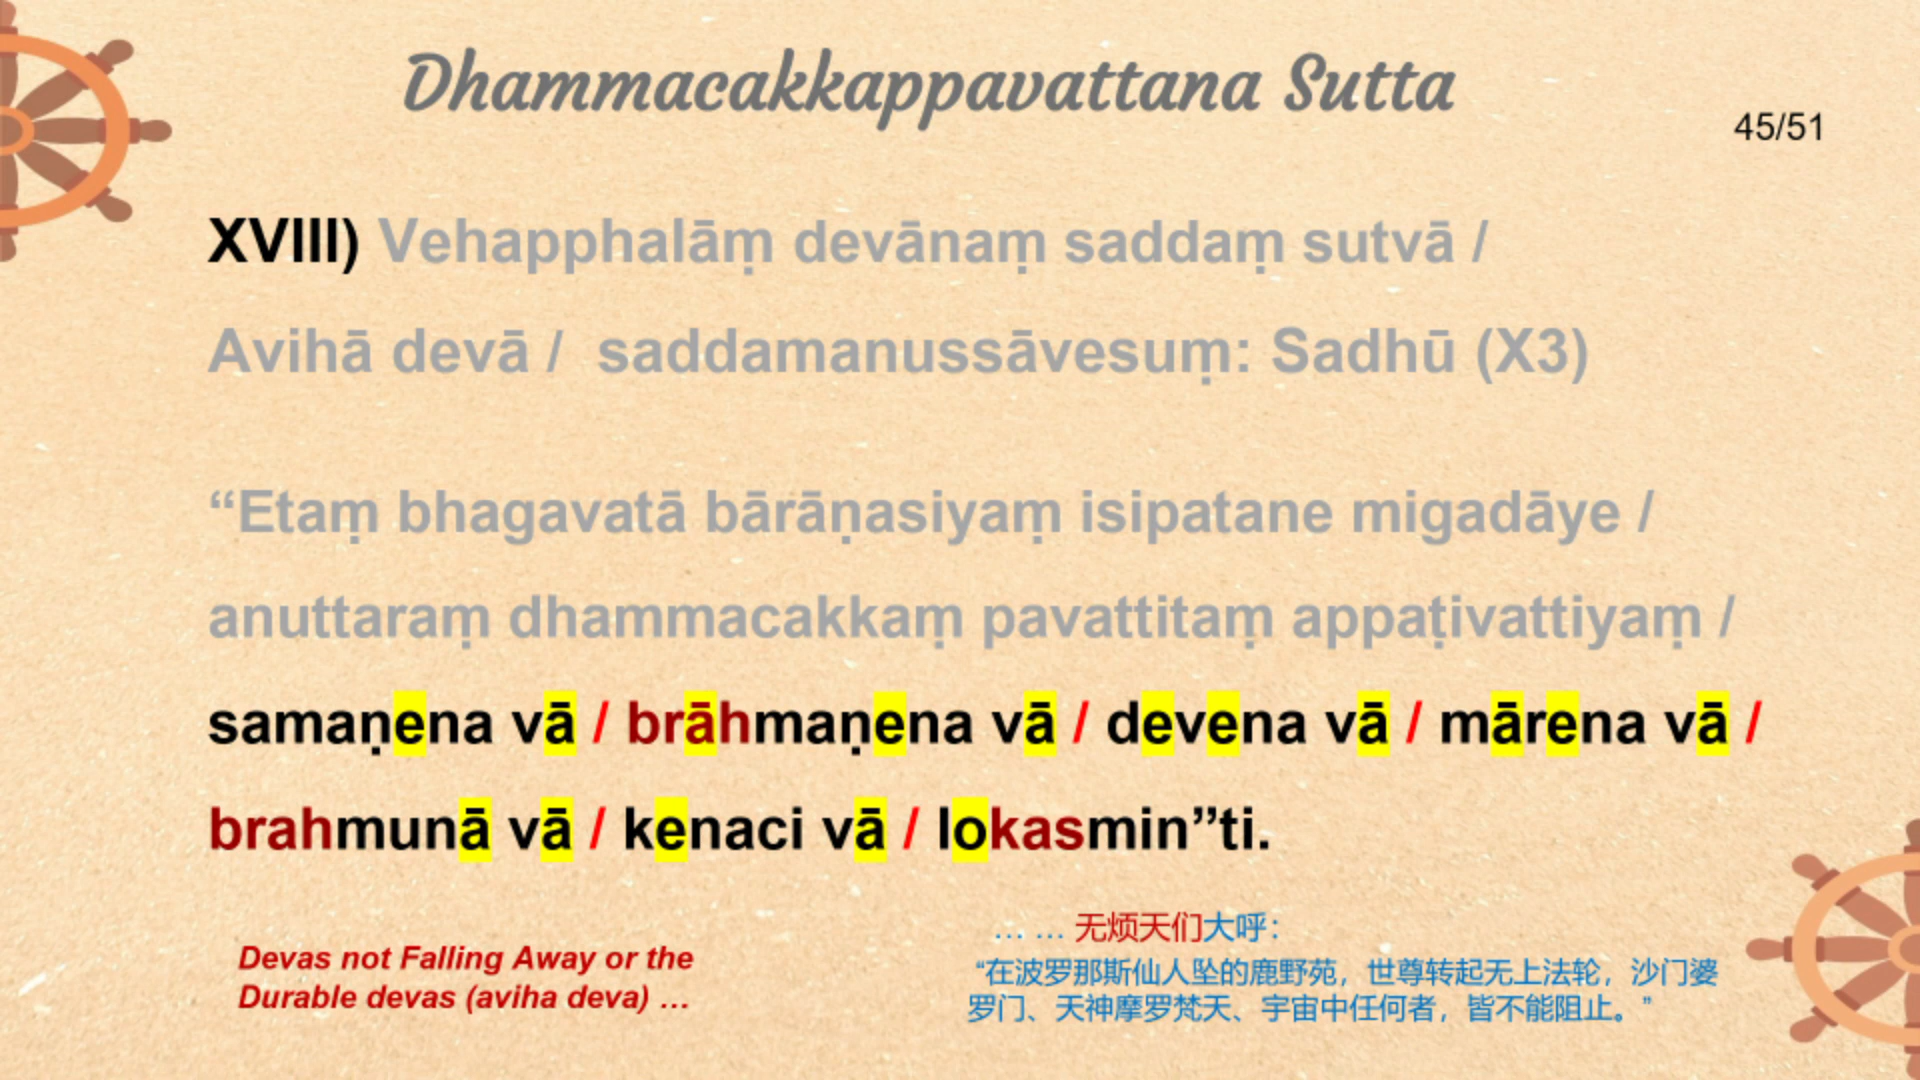 Dhammacakkappavattana Sutta
45/51
XVIII) Vehapphalāṃ devānaṃ saddaṃ sutvā /
Avihā devā / saddamanussāvesuṃ: Sadhū (X3)
“Etaṃ bhagavatā bārāṇasiyaṃ isipatane migadāye /
anuttaraṃ dhammacakkaṃ pavattitaṃ appaṭivattiyaṃ /
samaṇena vā / brāhmaṇena vā / devena vā / mārena vā /
brahmunā vā / kenaci vā / lokasmin”ti.
Devas not Falling Away or the
Durable devas (aviha deva) …
… … 无烦天们大呼：
“在波罗那斯仙人坠的鹿野苑，世尊转起无上法轮，沙门婆
罗门、天神摩罗梵天、宇宙中任何者，皆不能阻止。”